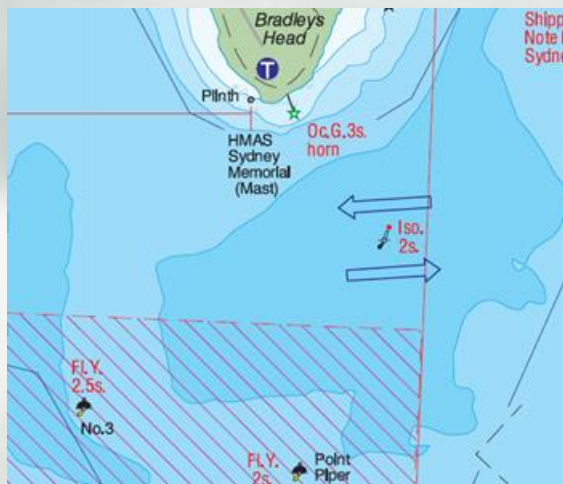 Bradleys
Head
T
Plinth
Oc.G.3s.
horn
HMAS
Sydney
Memorial
(Mast)
Iso.
2s.
Fl.Y.
2.5s.
No.3
Fl.Y.
2s.
Point
Piper
Shipp
Note
Sydne